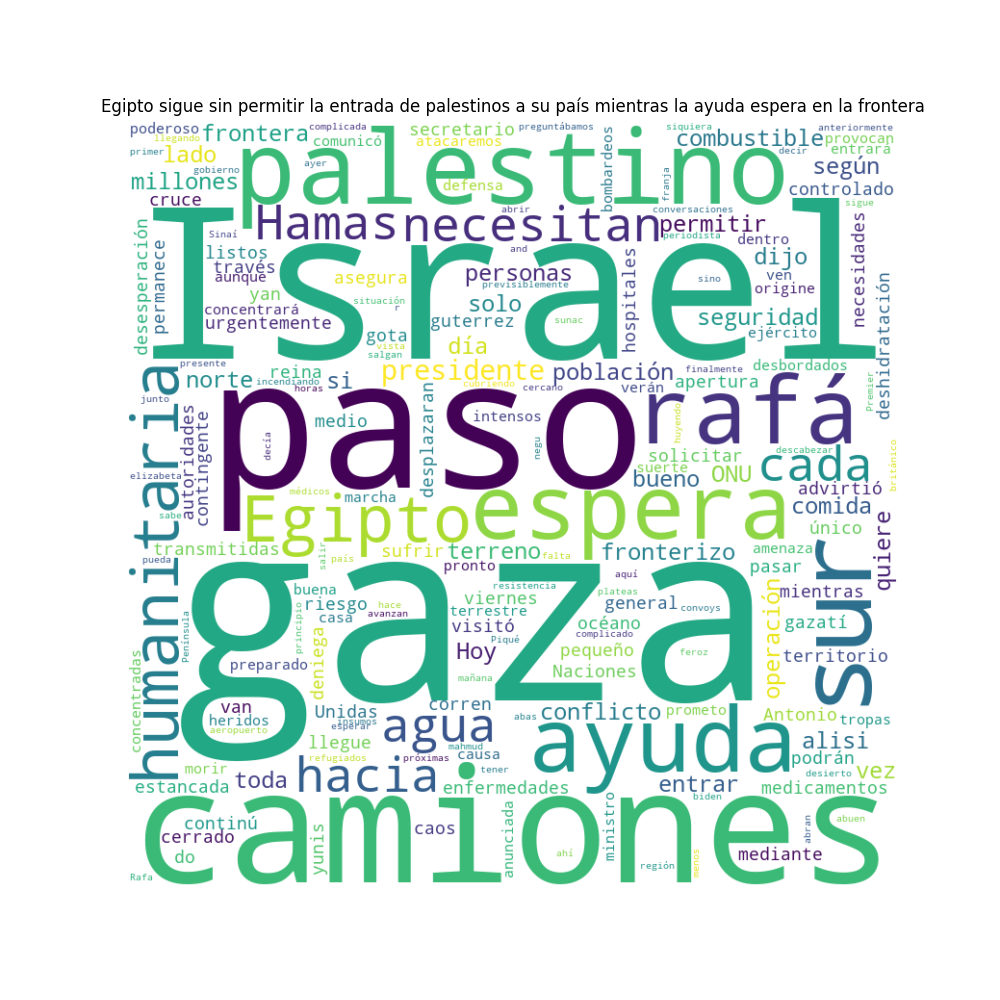 Egipto sigue sin permitir la entrada de palestinos a su país mientras la ayuda espera en la frontera
poderoso
llegando
frontera
complicada
comunicó
secretario
atacaremos
preguntábamos
siquiera
combustible
anteriormente
provocan
primer
gobierno
lado
ayer
palestino
bombardeos
decir
entrará
según
millones
defensa
franja
controlado
cruce
abrir
conversaciones
sigue
Hamas
necesitan
permitir
periodista
Sinaí
and
dentro
necesidades
desesperación
permanece
listos
través
aunque
Israel
previsiblemente
personas
asegura
hospitales
dijo
ven
sino
origine
yan
situación
r
solo
concentrará
urgentemente
gota
guterrez
sunac
seguridad
ejército
deshidratación
vista
salgan
día
presente
incendiando
finalmente
desbordados
norte
reina
si
presidente
población
apertura
junto
horas
cubriendo
cercano
verán
Premier
humanitaria
paso
rafá
medio
desplazaran
intensos
huyendo
autoridades
contingente
decía
negu
solicitar
descabezar
elizabeta
suerte
ONU
cada
británico
bueno
advirtió
médicos
marcha
sabe
Egipto
espera
comida
único
transmitidas
salir
país
sufrir
terreno
falta
fronterizo
amenaza
quiere
pueda
pronto
aquí
pasar
sur
gaza
resistencia
plateas
mientras
buena
hace
viernes
riesgo
avanzan
general
convoys
operación
casa
terrestre
Península
principio
visitó
Piqué
océano
complicado
gazatí
deniega
Hoy
pequeño
feroz
territorio
preparado
mañana
Naciones
concentradas
van
Unidas
corren
abas
conflicto
prometo
Antonio
tropas
heridos
insumos
esperar
aeropuerto
agua
ayuda
alisi
llegue
mahmud
refugiados
próximas
causa
podrán
morir
toda
hacia
tener
entrar
desierto
vez
estancada
enfermedades
biden
medicamentos
camiones
continú
cerrado
yunis
caos
anunciada
ministro
abran
abuen
do
ahí
región
menos
mediante
Rafa